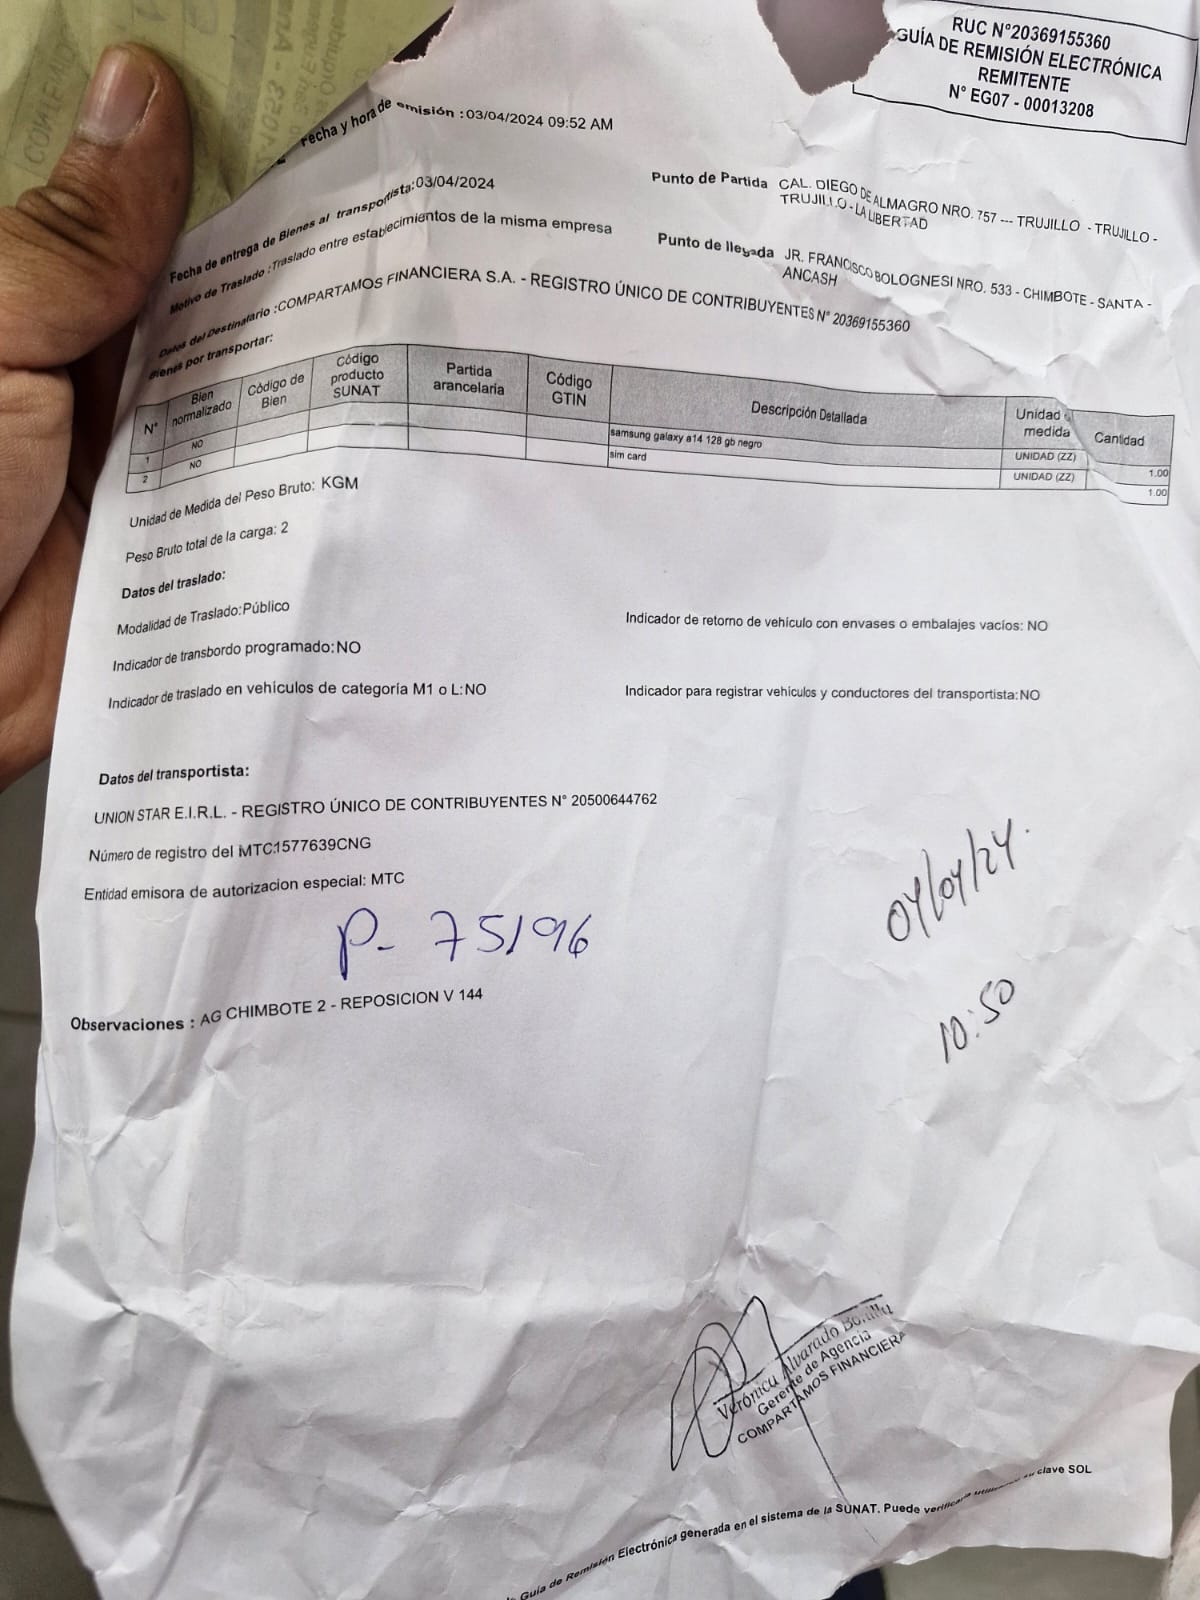 RUC N°20369155360
GUÍA DE REMISIÓN ELECTRÓNICA
REMITENTE
N° EG07 - 00013208
Fecha y hora de emisión : 03/04/2024 09:52 AM
Fecha de entrega de Bienes al transportista: 03/04/2024
Motivo de Traslado : Traslado entre establecimientos de la misma empresa
Punto de Partida CAL. DIEGO DE ALMAGRO NRO. 757 --- TRUJILLO - TRUJILLO -
TRUJILLO - LA LIBERTAD
Punto de llegada JR. FRANCISCO BOLOGNESI NRO. 533 - CHIMBOTE - SANTA -
ANCASH
Datos del Destinatario : COMPARTAMOS FINANCIERA S.A. - REGISTRO ÚNICO DE CONTRIBUYENTES N° 20369155360
Bienes por transportar:
N° Bien normalizado Código de Bien Código producto SUNAT Partida arancelaria Código GTIN Descripción Detallada Unidad medida Cantidad
1 NO samsung galaxy a14 128 gb negro UNIDAD (ZZ) 1.00
2 NO sim card UNIDAD (ZZ) 1.00
Unidad de Medida del Peso Bruto: KGM
Peso Bruto total de la carga: 2
Datos del traslado:
Modalidad de Traslado: Público
Indicador de retorno de vehículo con envases o embalajes vacíos: NO
Indicador de transbordo programado: NO
Indicador de traslado en vehículos de categoría M1 o L: NO
Indicador para registrar vehículos y conductores del transportista: NO
Datos del transportista:
UNION STAR E.I.R.L. - REGISTRO ÚNICO DE CONTRIBUYENTES N° 20500644762
Número de registro del MTC:1577639CNG
Entidad emisora de autorizacion especial: MTC
04/04/24.
P- 75196
10:50
Observaciones : AG CHIMBOTE 2 - REPOSICION V 144
Verónica Alvarado
Gerente de Agencia
COMPARTAMOS FINANCIERA
Guía de Remisión Electrónica generada en el sistema de la SUNAT. Puede verificarla clave SOL